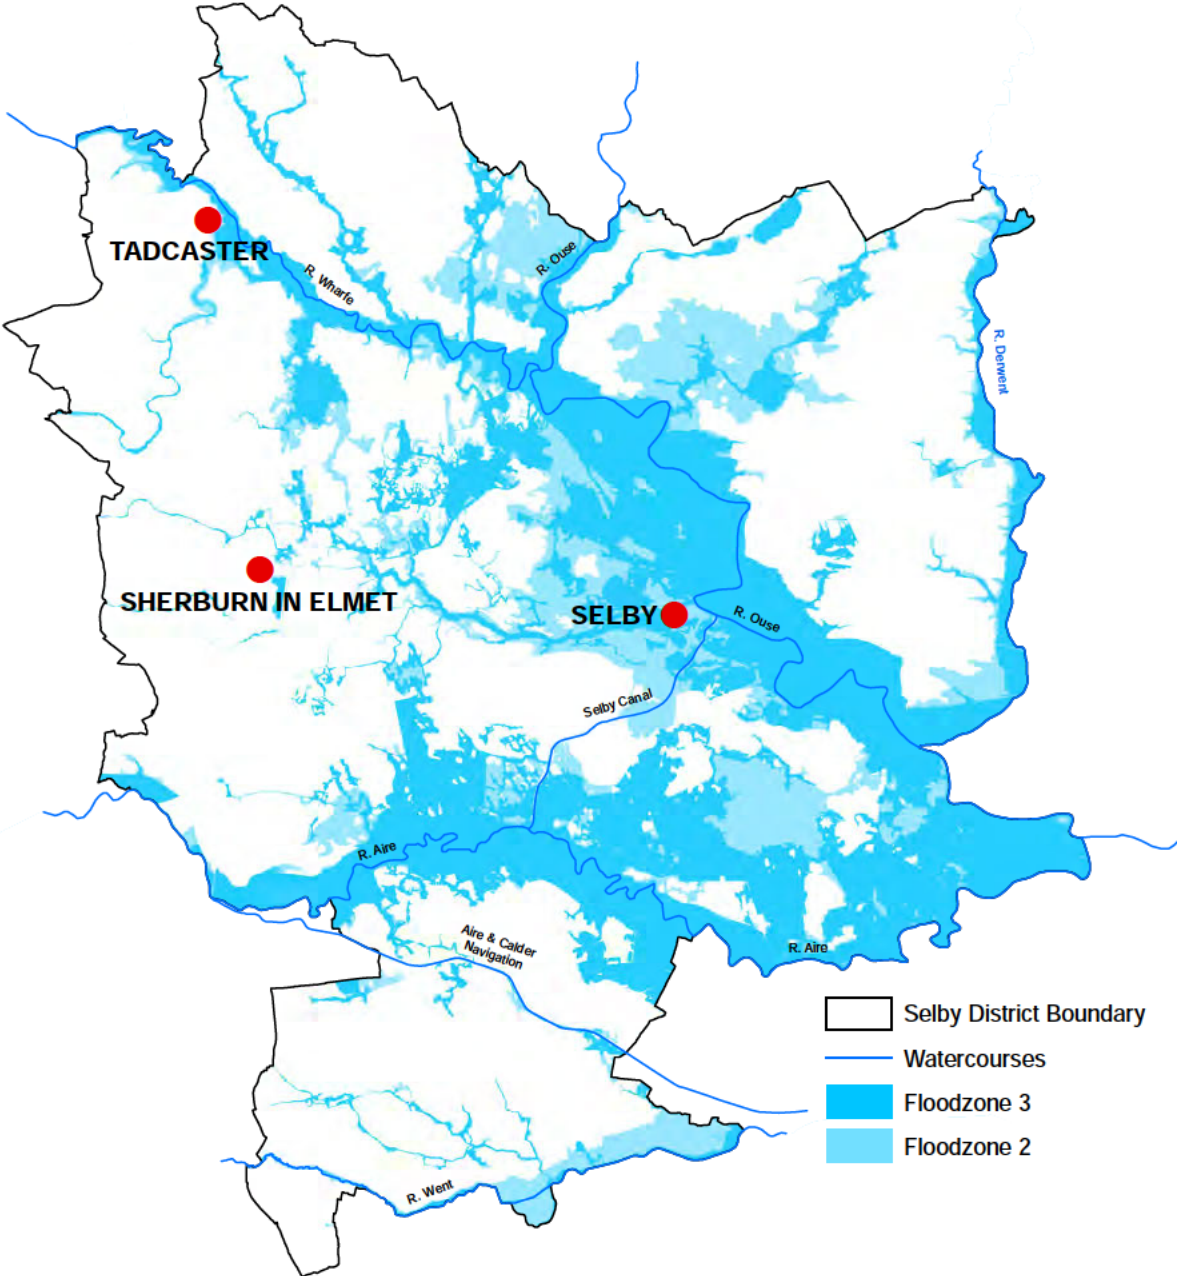 TADCASTER
R. Wharfe
R. Ouse
R. Derwent
SHERBURN IN ELMET
SELBY
R. Ouse
Selby Canal
R. Aire
Aire & Calder
Navigation
R. Aire
Selby District Boundary
Watercourses
Floodzone 3
Floodzone 2
R. Went